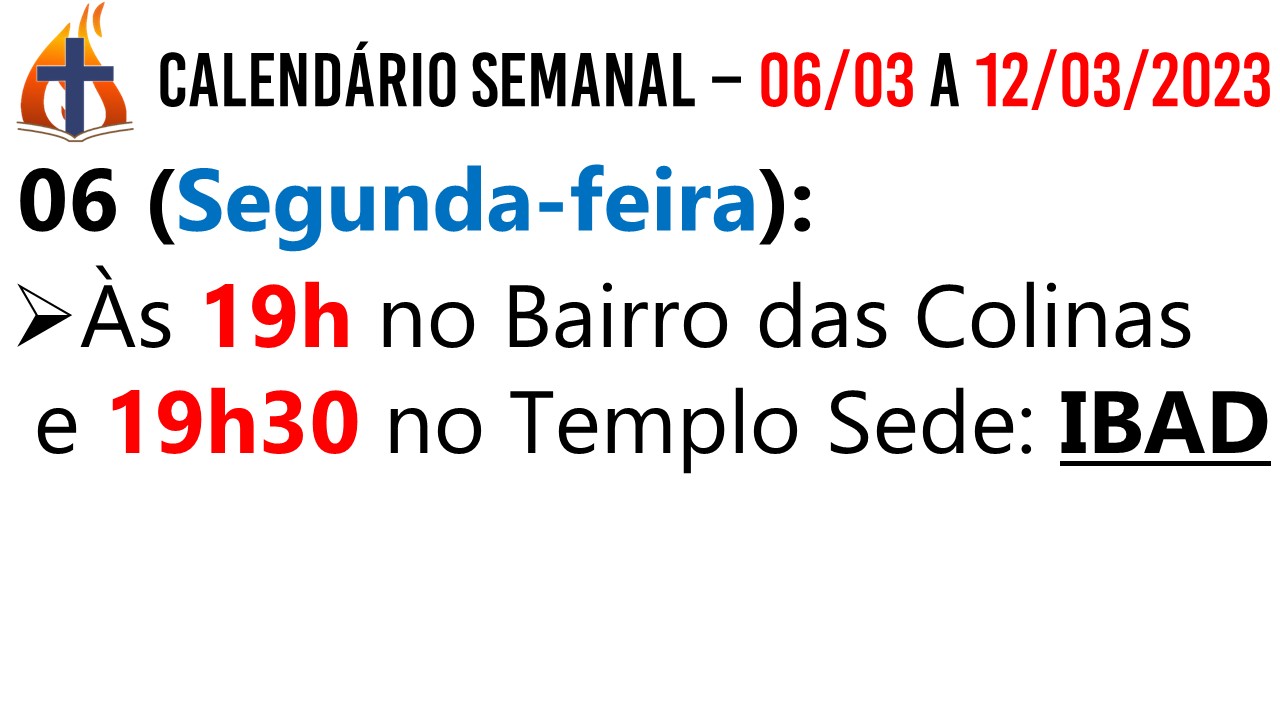 CALENDÁRIO SEMANAL – 06/03 A 12/03/2023
06 (Segunda-feira):
➢Às 19h no Bairro das Colinas
e 19h30 no Templo Sede: IBAD